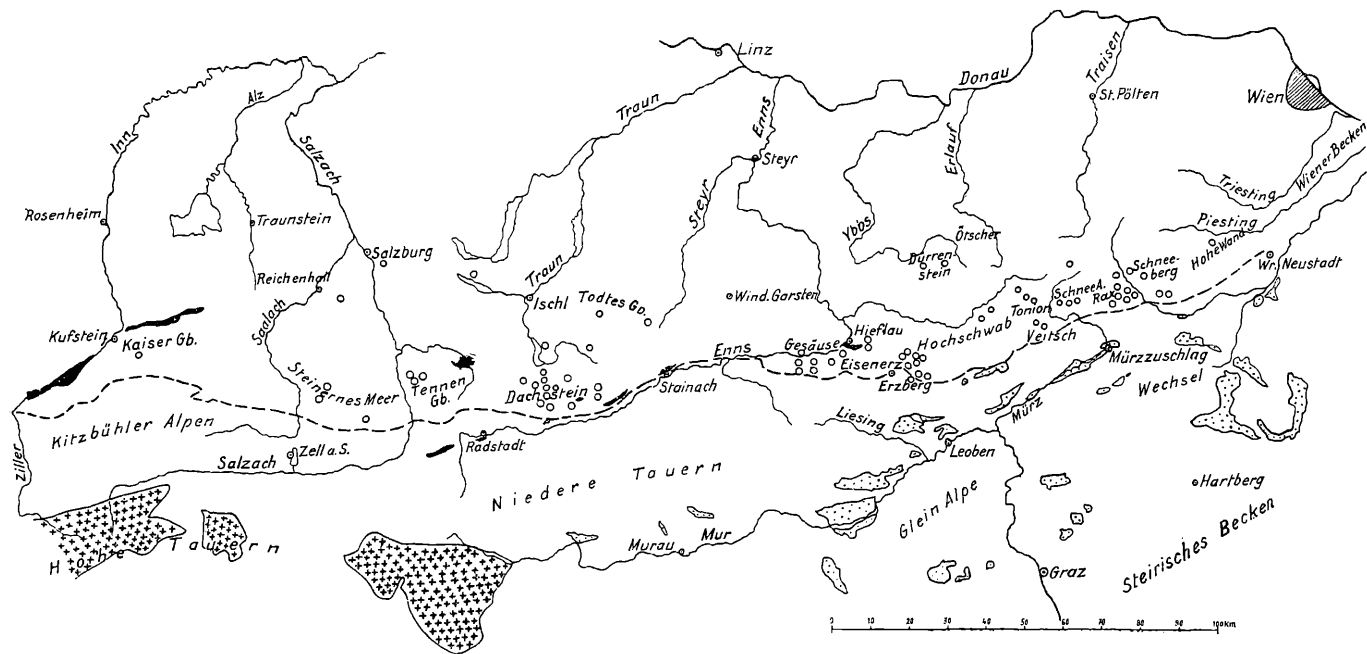 Linz
Donau
Traisen
Wien
St. Pölten
Alz
Inn
Traun
Enns
Erlauf
Salzach
Steyr
Steyr
Wiener Becken
Triesting
Piesting
Hohe Wand
Rosenheim
Traunstein
Ybbs
Ötscher
Dürren-
stein
Salzburg
Reichenhall
Schnee-
berg
Wr. Neustadt
Traun
Ischl
Todtes Gb.
Wind. Garsten
Schnee A.
Rax
Tonion
Saalach
Kufstein
Kaiser Gb.
Hieflau
Hochschwab
Veitsch
Gesäuse
Enns
Eisenerz
Erzberg
Mürzzuschlag
Wechsel
Steinernes Meer
Tennen
Gb.
Dachstein
Stainach
Mürz
Kitzbühler Alpen
Liesing
Radstadt
Leoben
Ziller
Salzach
Zell a. S.
Niedere Tauern
Hartberg
Glein Alpe
Steirisches Becken
Hohe Tauern
Murau
Mur
Graz
0 10 20 30 40 50 60 70 80 90 100 Km